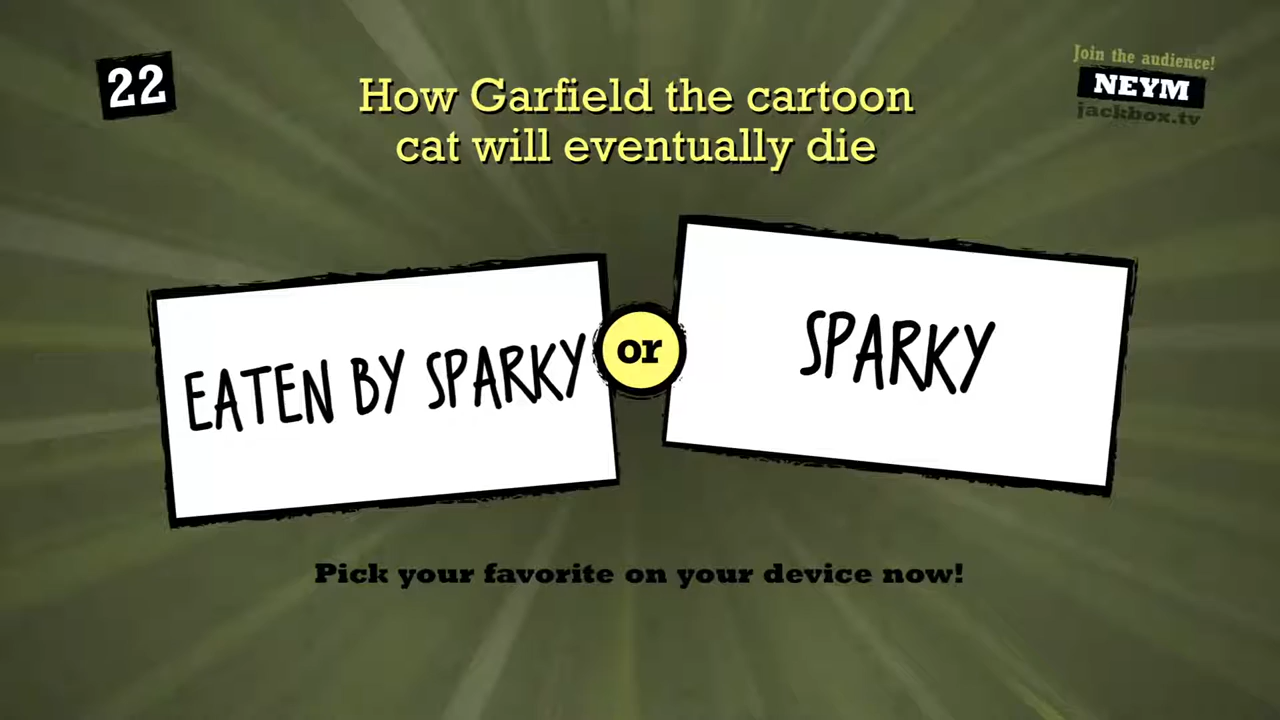 22
How Garfield the cartoon
cat will eventually die
Join the audience!
NEYM
jackbox.tv
EATEN BY SPARKY
or
SPARKY
Pick your favorite on your device now!